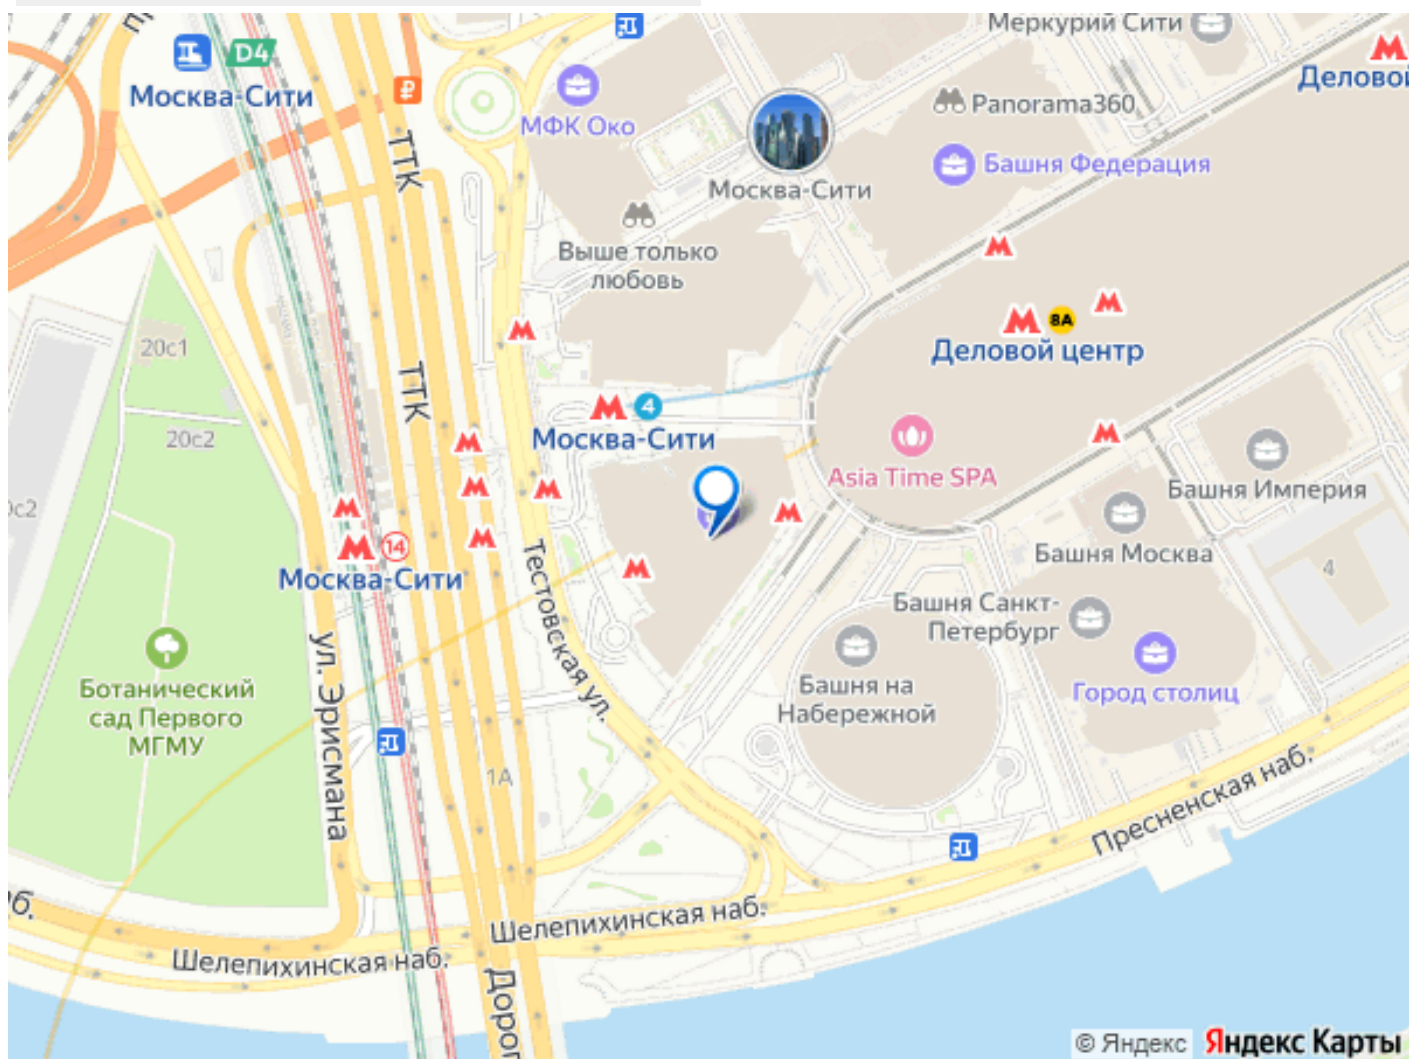 Меркурий Сити
D4
Москва-Сити
Деловой
₽
Panorama360
МФК Око
ТТК
Башня Федерация
Москва-Сити
Выше только
любовь
8А
Деловой центр
20с1
ТТК
4
20с2
Москва-Сити
Asia Time SPA
Башня Империя
14
Москва-Сити
Башня Москва
4
Тестовская ул.
Башня Санкт-
Петербург
Ботанический
сад Первого
МГМУ
ул. Эрисмана
Башня на
Набережной
Город столиц
1А
Пресненская наб.
Шелепихинская наб.
Шелепихинская наб.
Дорог
© Яндекс
Яндекс Карты